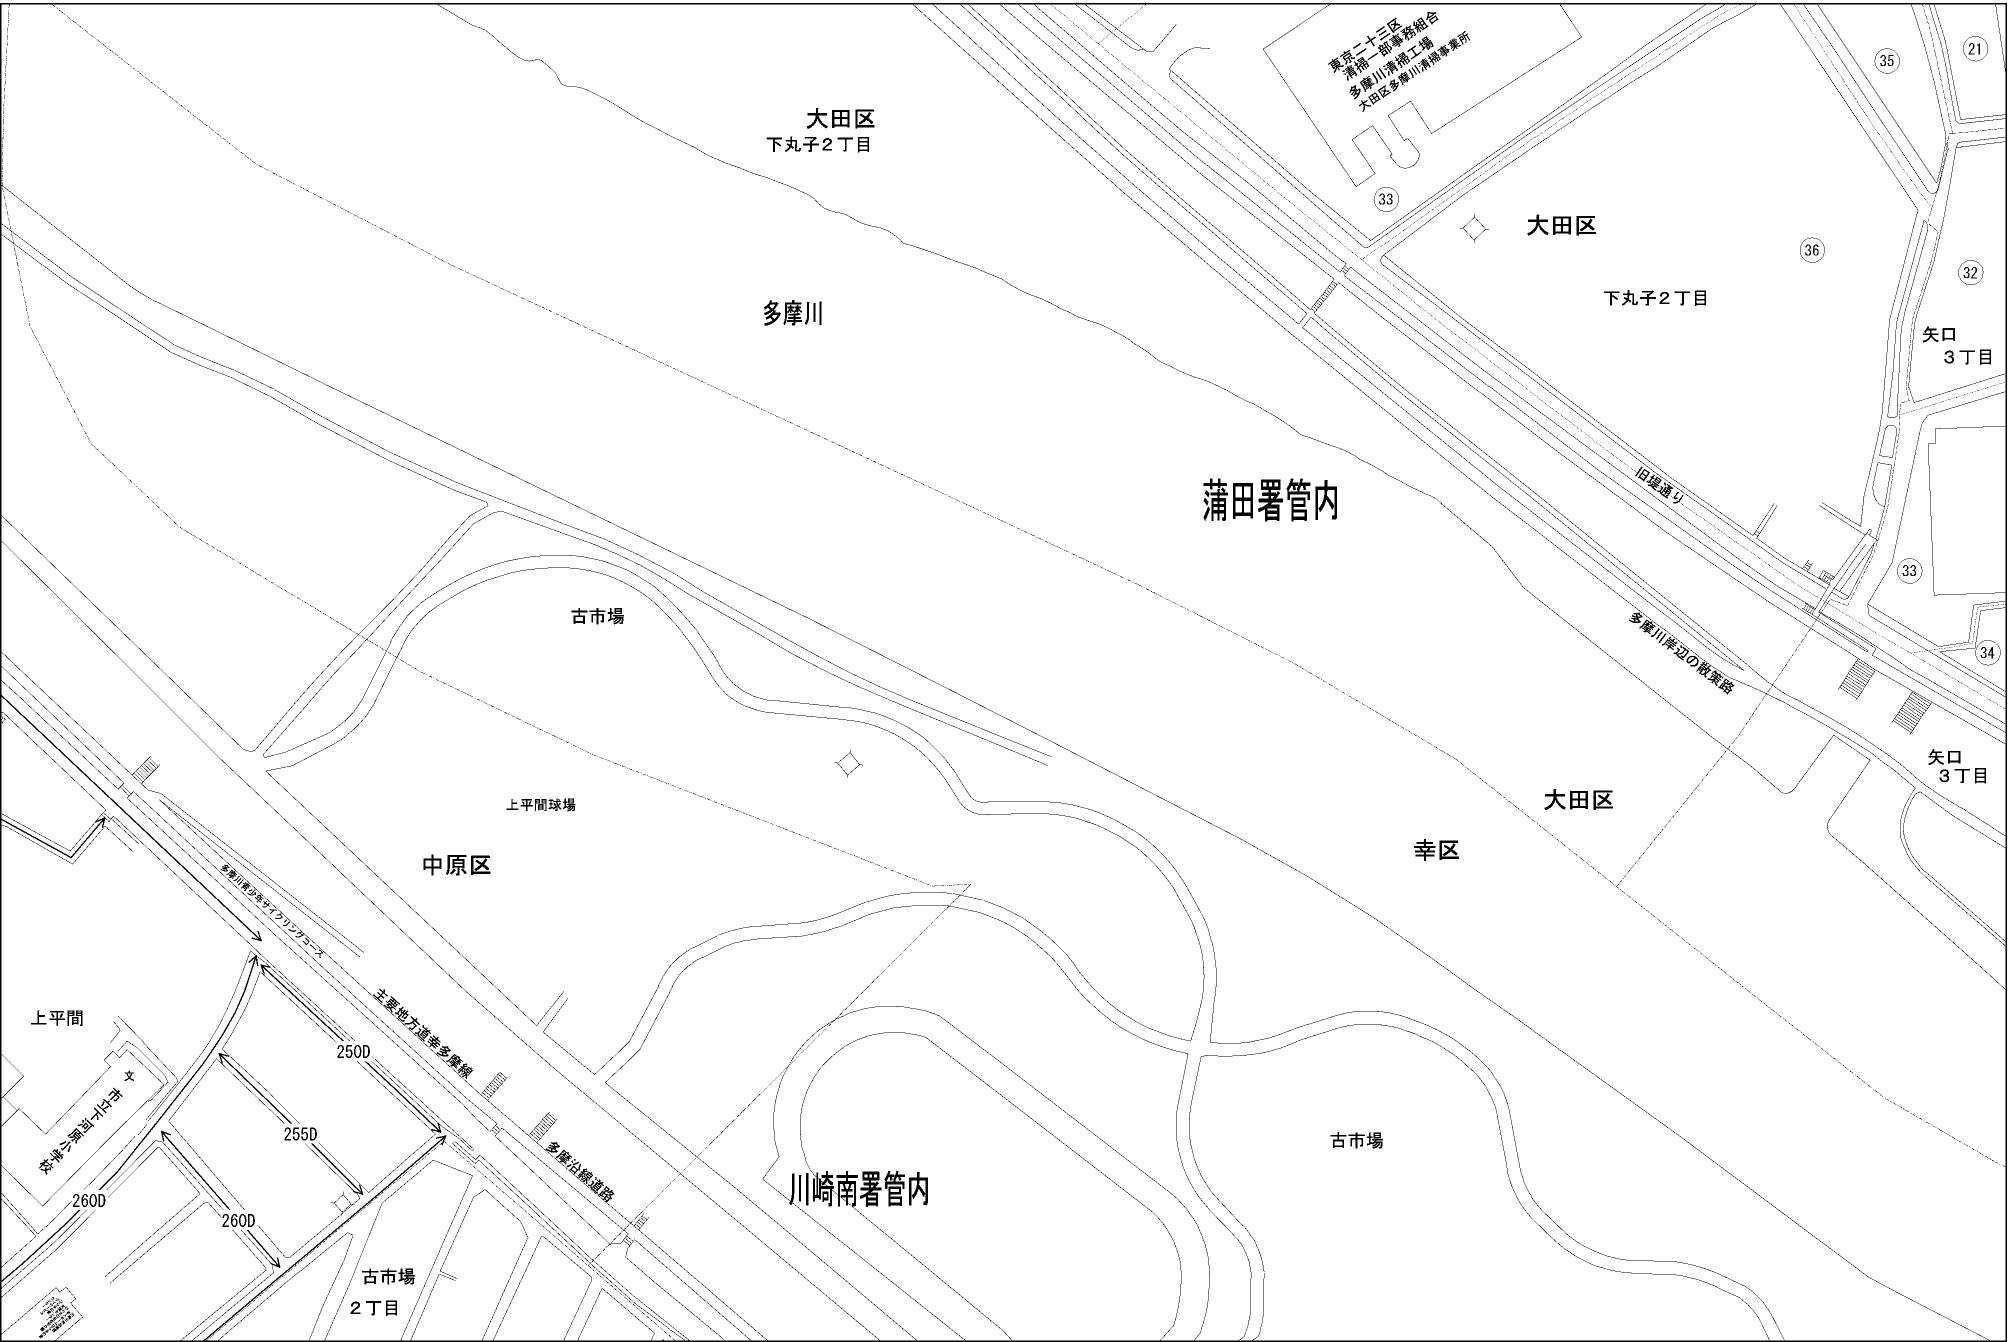 東京二十三区
清掃一部事務組合
多摩川清掃工場
大田区多摩川清掃事業所
35
21
大田区
下丸子2丁目
33
大田区
36
32
下丸子2丁目
多摩川
矢口
3丁目
旧堤通り
蒲田署管内
33
古市場
多摩川岸辺の散策路
34
矢口
3丁目
大田区
上平間球場
幸区
中原区
多摩川青少年サイクリングコース
上平間
主要地方道幸多摩線
250D
市立下河原小学校
255D
古市場
多摩沿線道路
川崎南署管内
260D
260D
古市場
2丁目